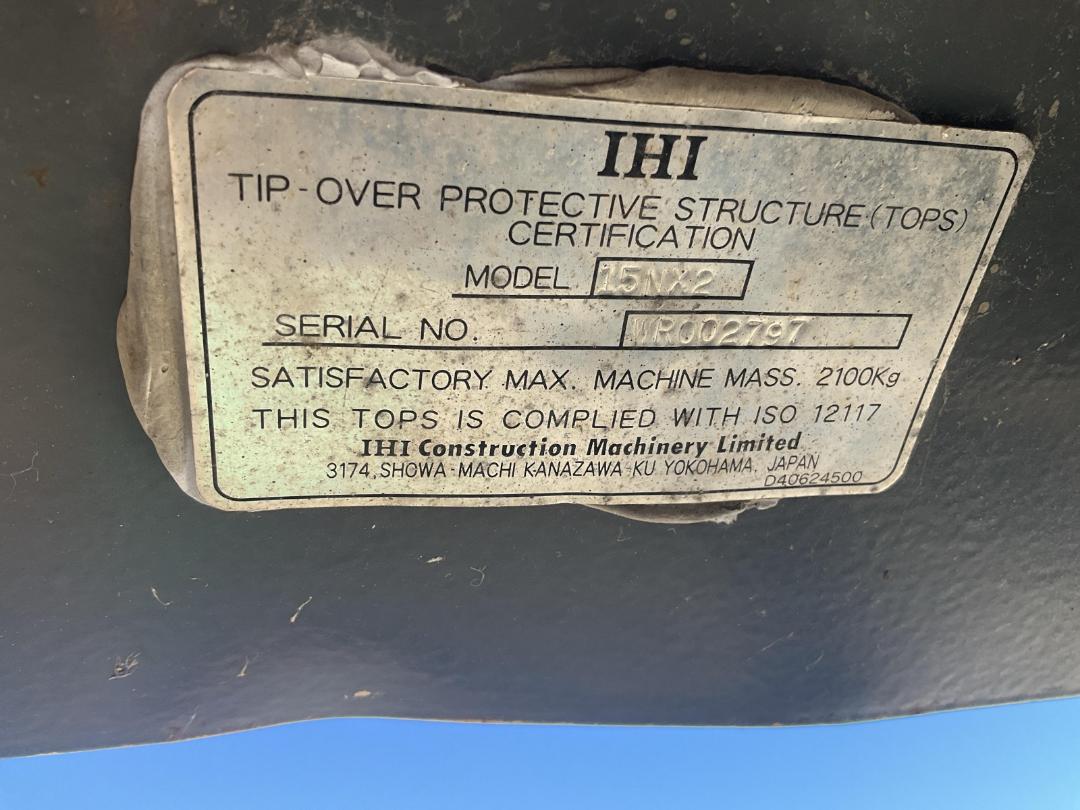 IHI
TIP-OVER PROTECTIVE STRUCTURE (TOPS)
CERTIFICATION
MODEL 15NX2
SERIAL NO. WR002797
SATISFACTORY MAX. MACHINE MASS. 2100Kg
THIS TOPS IS COMPLIED WITH ISO 12117
IHI Construction Machinery Limited
3174, SHOWA-MACHI KANAZAWA-KU YOKOHAMA, JAPAN
D40624500